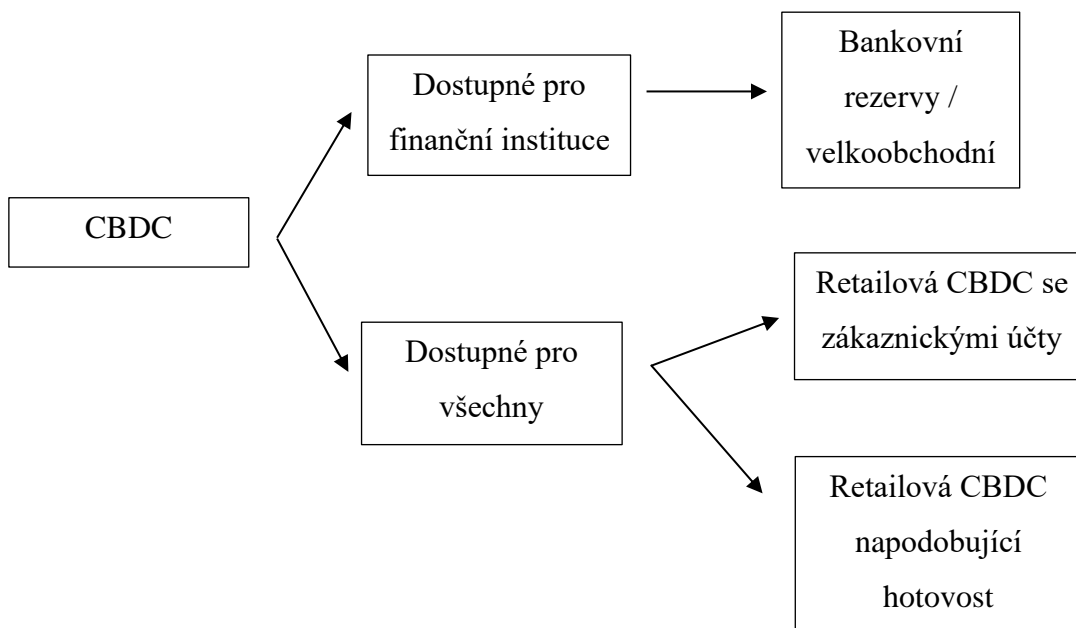 CBDC
Dostupné pro
finanční instituce
Bankovní
rezervy /
velkoobchodní
Dostupné pro
všechny
Retailová CBDC se
zákaznickými účty
Retailová CBDC
napodobující
hotovost